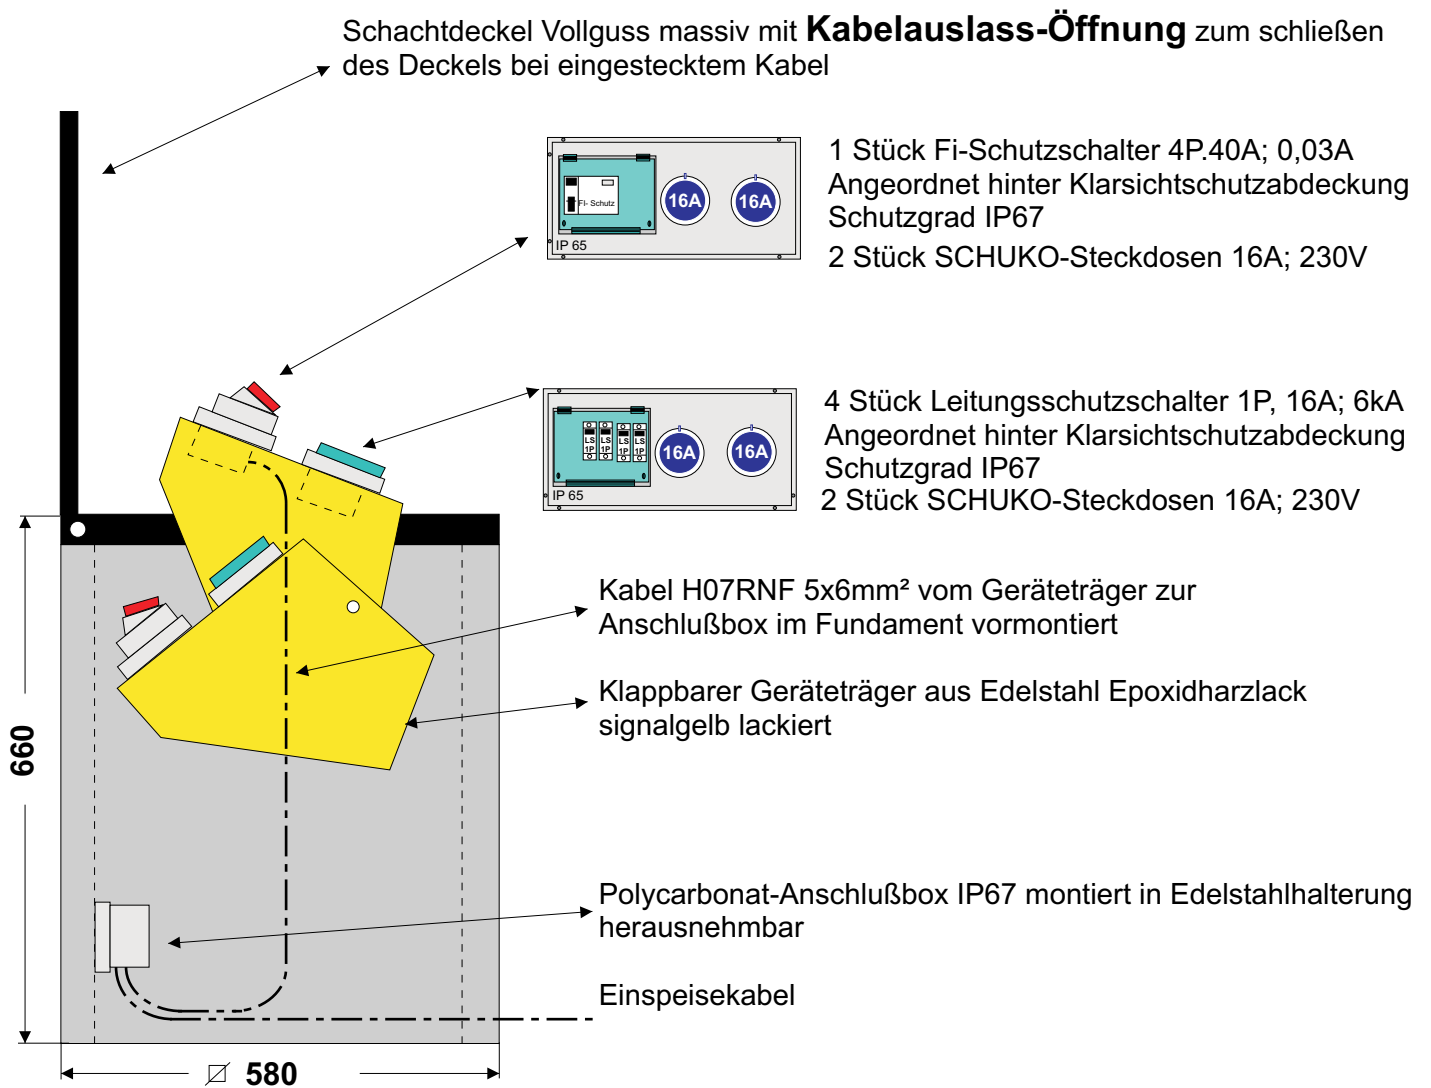 Schachtdeckel Vollguss massiv mit Kabelauslass-Öffnung zum schließen
des Deckels bei eingestecktem Kabel
FI- Schutz
16A
16A
IP 65
1 Stück Fi-Schutzschalter 4P.40A; 0,03A
Angeordnet hinter Klarsichtschutzabdeckung
Schutzgrad IP67
2 Stück SCHUKO-Steckdosen 16A; 230V
LS LS LS LS
1P 1P 1P 1P
16A
16A
IP 65
4 Stück Leitungsschutzschalter 1P, 16A; 6kA
Angeordnet hinter Klarsichtschutzabdeckung
Schutzgrad IP67
2 Stück SCHUKO-Steckdosen 16A; 230V
Kabel H07RNF 5x6mm² vom Geräteträger zur
Anschlußbox im Fundament vormontiert
Klappbarer Geräteträger aus Edelstahl Epoxidharzlack
signalgelb lackiert
660
Polycarbonat-Anschlußbox IP67 montiert in Edelstahlhalterung
herausnehmbar
Einspeisekabel
580